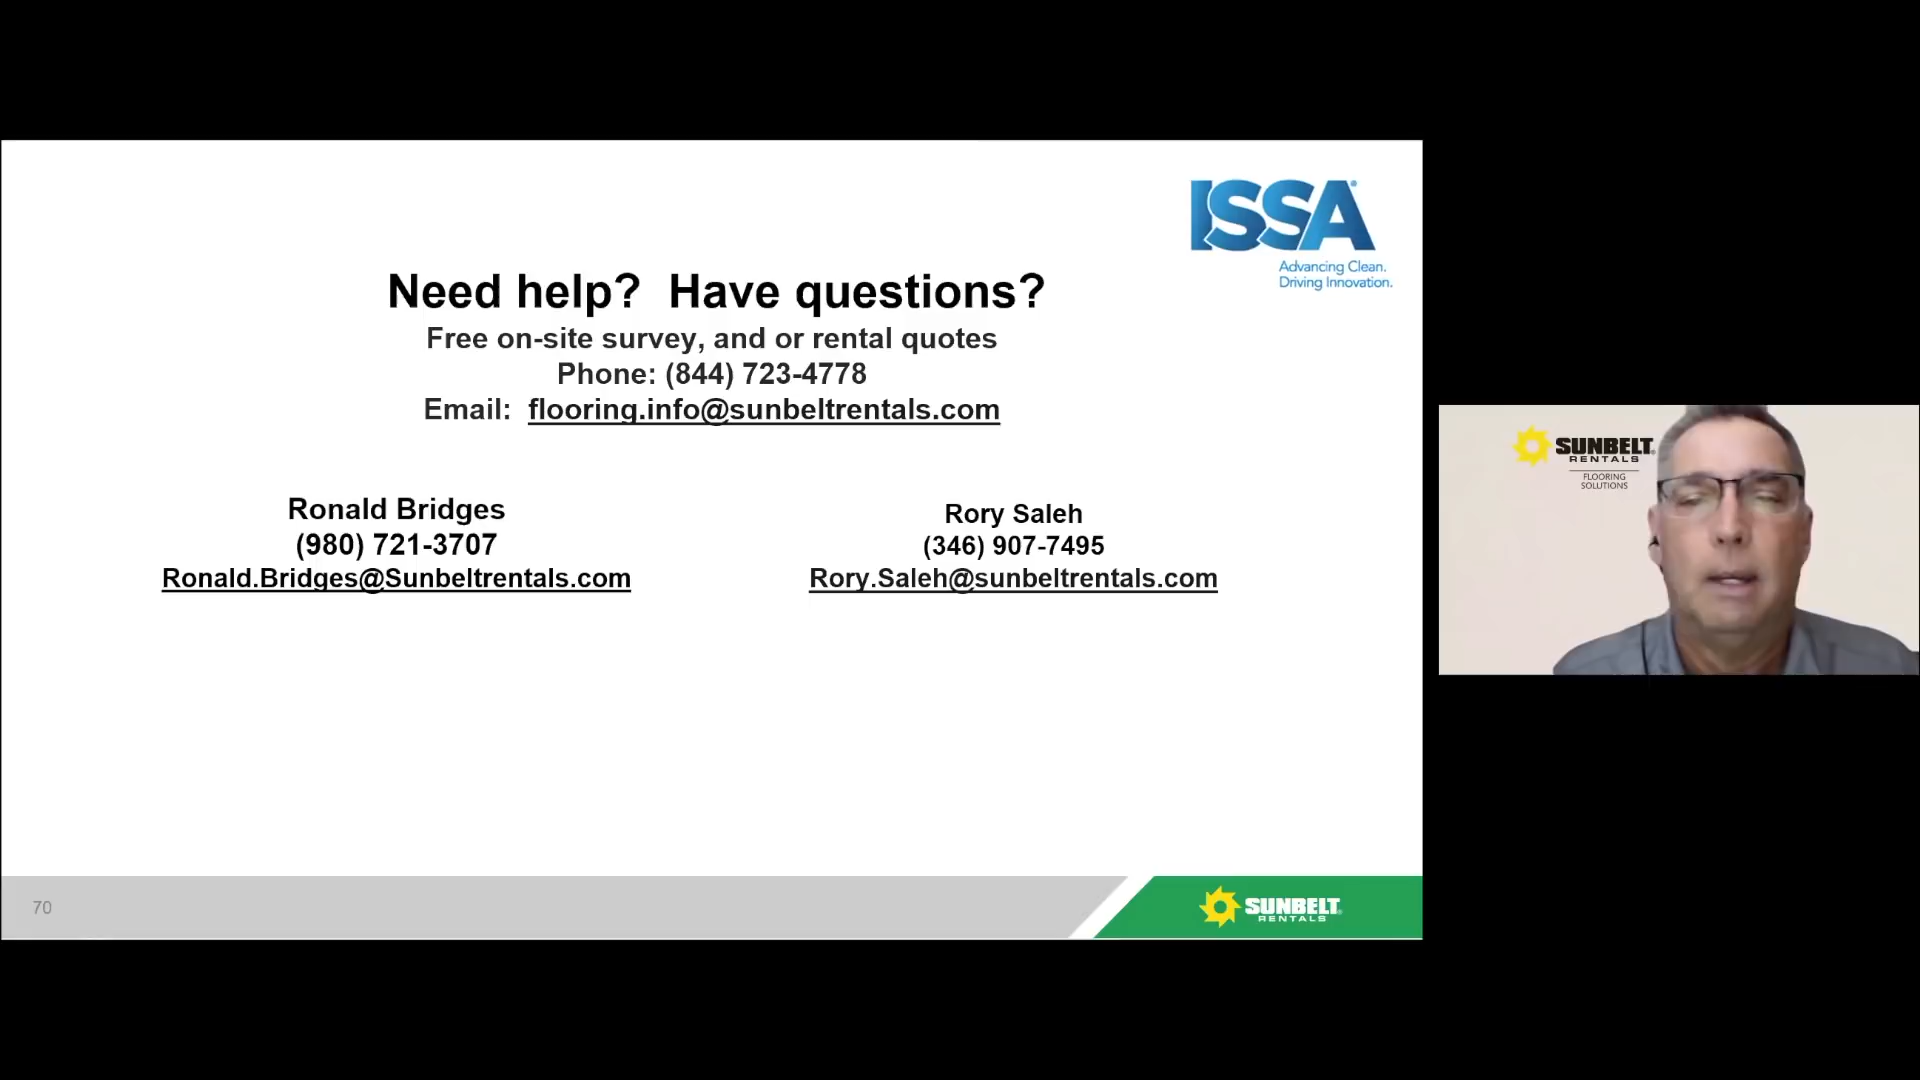 ISSA®
Advancing Clean.
Driving Innovation.
Need help?  Have questions?
Free on-site survey, and or rental quotes
Phone: (844) 723-4778
Email:  flooring.info@sunbeltrentals.com
Ronald Bridges
(980) 721-3707
Ronald.Bridges@Sunbeltrentals.com
Rory Saleh
(346) 907-7495
Rory.Saleh@sunbeltrentals.com
70
SUNBELT®
RENTALS
SUNBELT®
RENTALS
FLOORING
SOLUTIONS